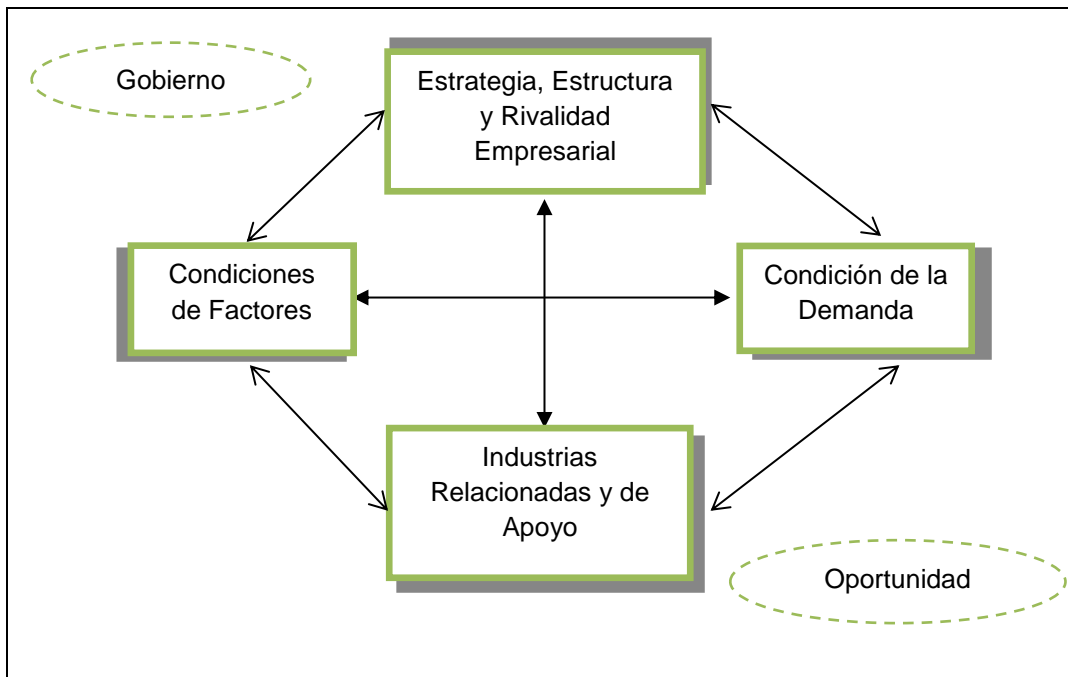 Gobierno
Estrategia, Estructura
y Rivalidad
Empresarial
Condiciones
de Factores
Condición de la
Demanda
Industrias
Relacionadas y de
Apoyo
Oportunidad